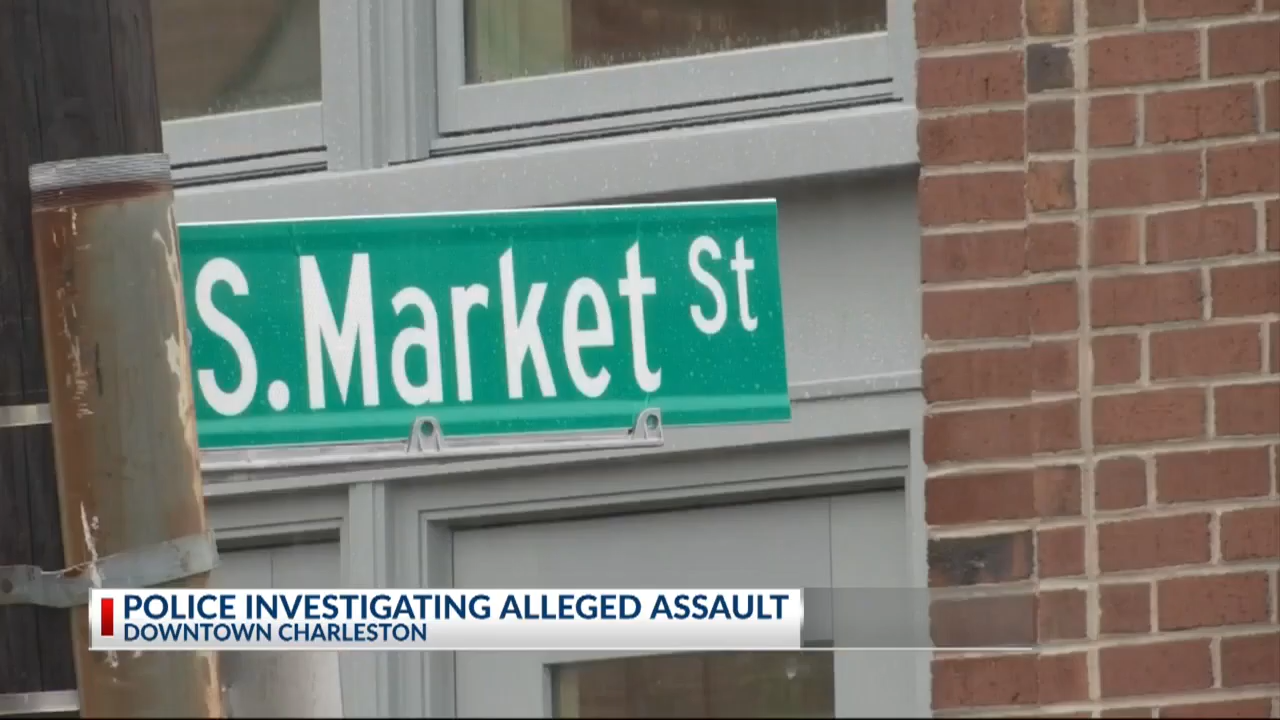 S. Market St
POLICE INVESTIGATING ALLEGED ASSAULT
DOWNTOWN CHARLESTON